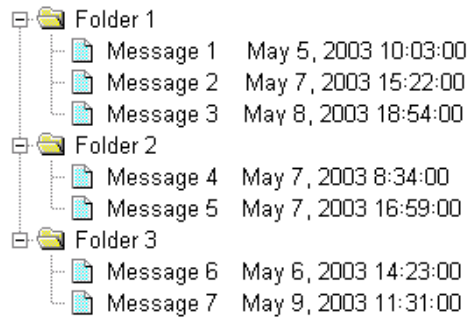 Folder 1
Message 1 May 5, 2003 10:03:00
Message 2 May 7, 2003 15:22:00
Message 3 May 8, 2003 18:54:00
Folder 2
Message 4 May 7, 2003 8:34:00
Message 5 May 7, 2003 16:59:00
Folder 3
Message 6 May 6, 2003 14:23:00
Message 7 May 9, 2003 11:31:00